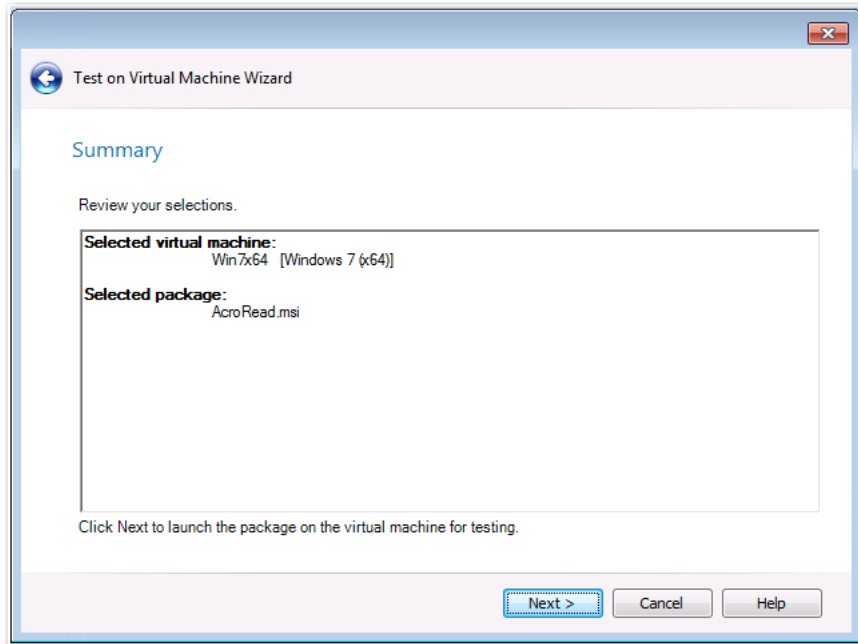 Test on Virtual Machine Wizard
Summary
Review your selections.
Selected virtual machine:
Win7x64 [Windows 7 (x64)]
Selected package:
AcroRead.msi
Click Next to launch the package on the virtual machine for testing.
Next > Cancel Help